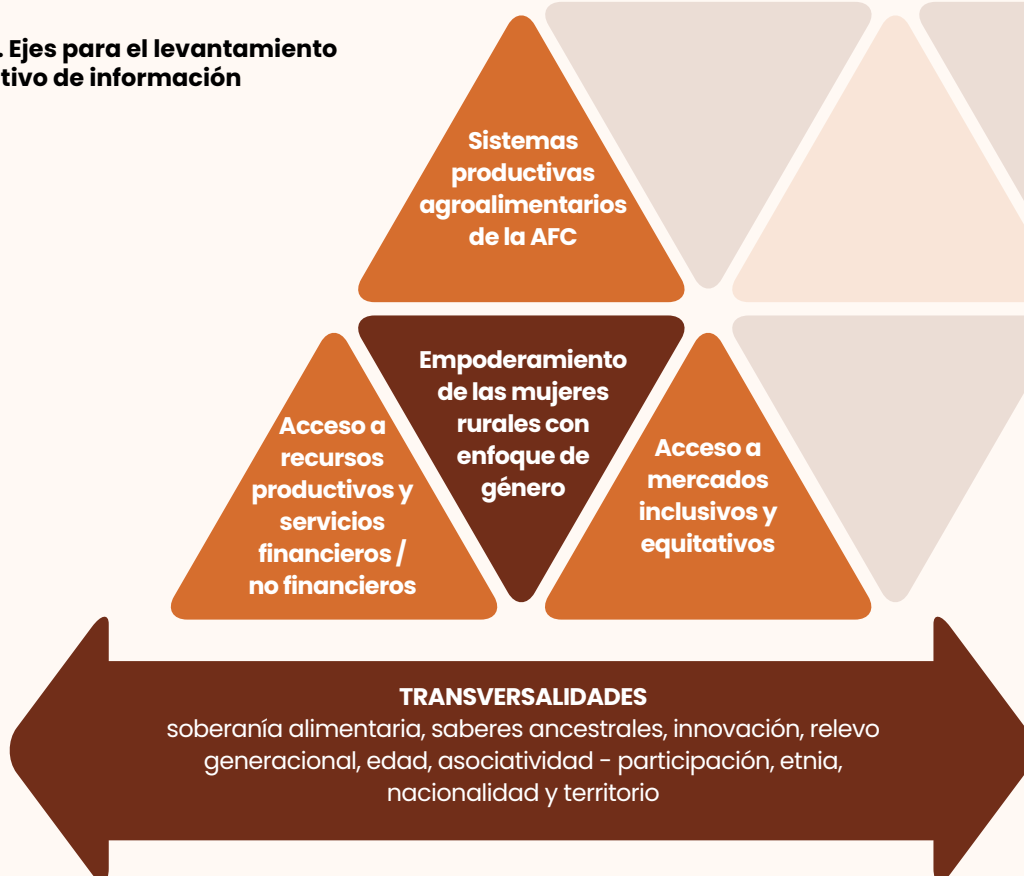 . Ejes para el levantamiento
tivo de información
Sistemas
productivas
agroalimentarios
de la AFC
Empoderamiento
de las mujeres
rurales con
enfoque de
género
Acceso a
recursos
productivos y
servicios
financieros /
no financieros
Acceso a
mercados
inclusivos y
equitativos
TRANSVERSALIDADES
soberanía alimentaria, saberes ancestrales, innovación, relevo
generacional, edad, asociatividad - participación, etnia,
nacionalidad y territorio